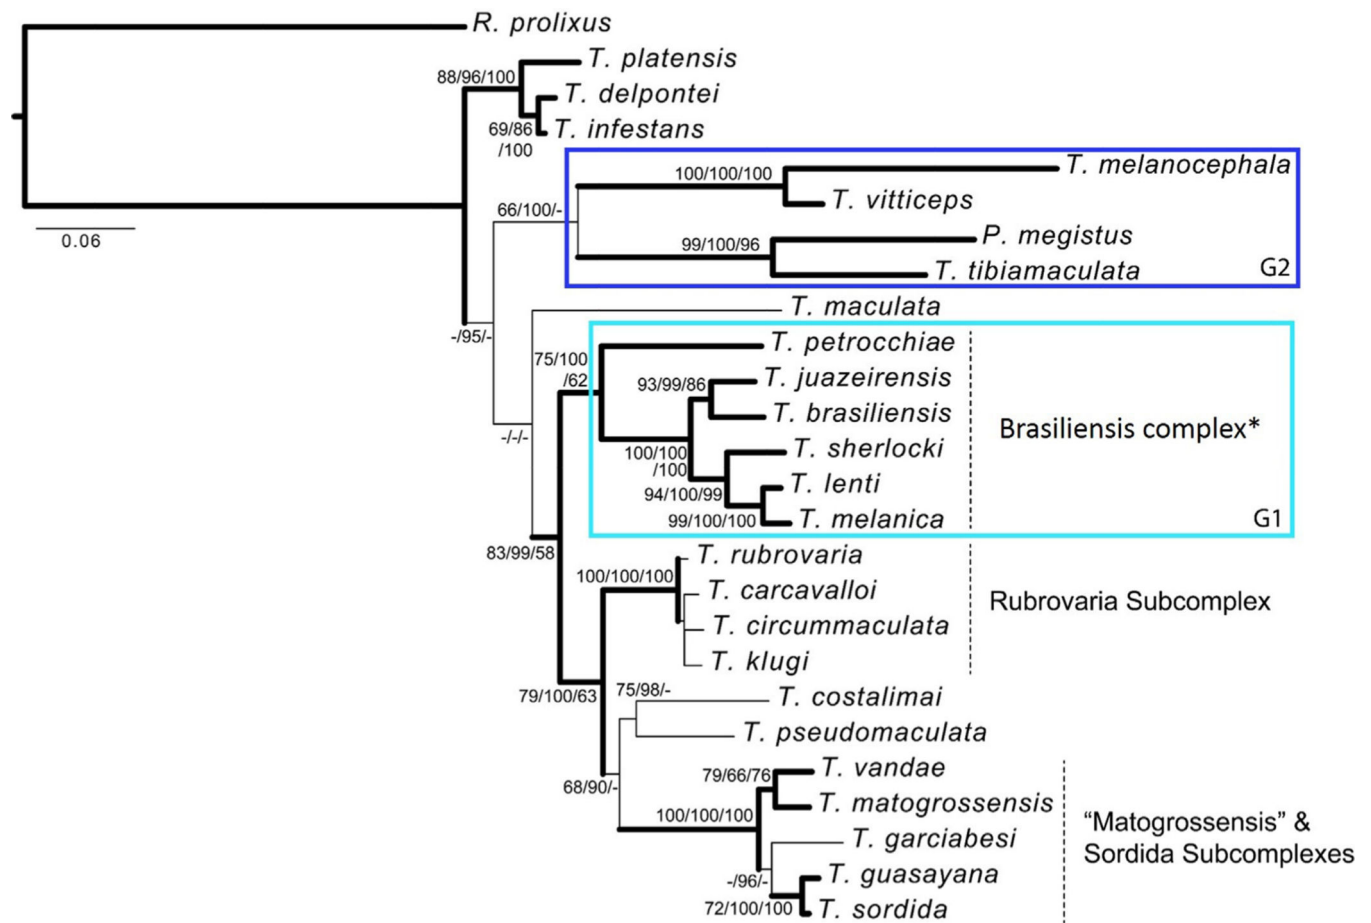 R. prolixus
T. platensis
88/96/100
T. delpontei
69/86
/100
T. infestans
T. melanocephala
100/100/100
T. vitticeps
66/100/-
0.06
P. megistus
99/100/96
T. tibiamaculata
G2
T. maculata
-/95/-
T. petrocchiae
75/100
/62
T. juazeirensis
93/99/86
T. brasiliensis
Brasiliensis complex*
-/-/-
T. sherlocki
100/100
/100
T. lenti
94/100/99
T. melanica
99/100/100
G1
83/99/58
T. rubrovaria
100/100/100
T. carcavalloi
Rubrovaria Subcomplex
T. circummaculata
T. klugi
79/100/63
75/98/-
T. costalimai
T. pseudomaculata
T. vandae
79/66/76
68/90/-
T. matogrossensis
100/100/100
"Matogrossensis" &
Sordida Subcomplexes
T. garciabesi
-/96/-
T. guasayana
72/100/100
T. sordida